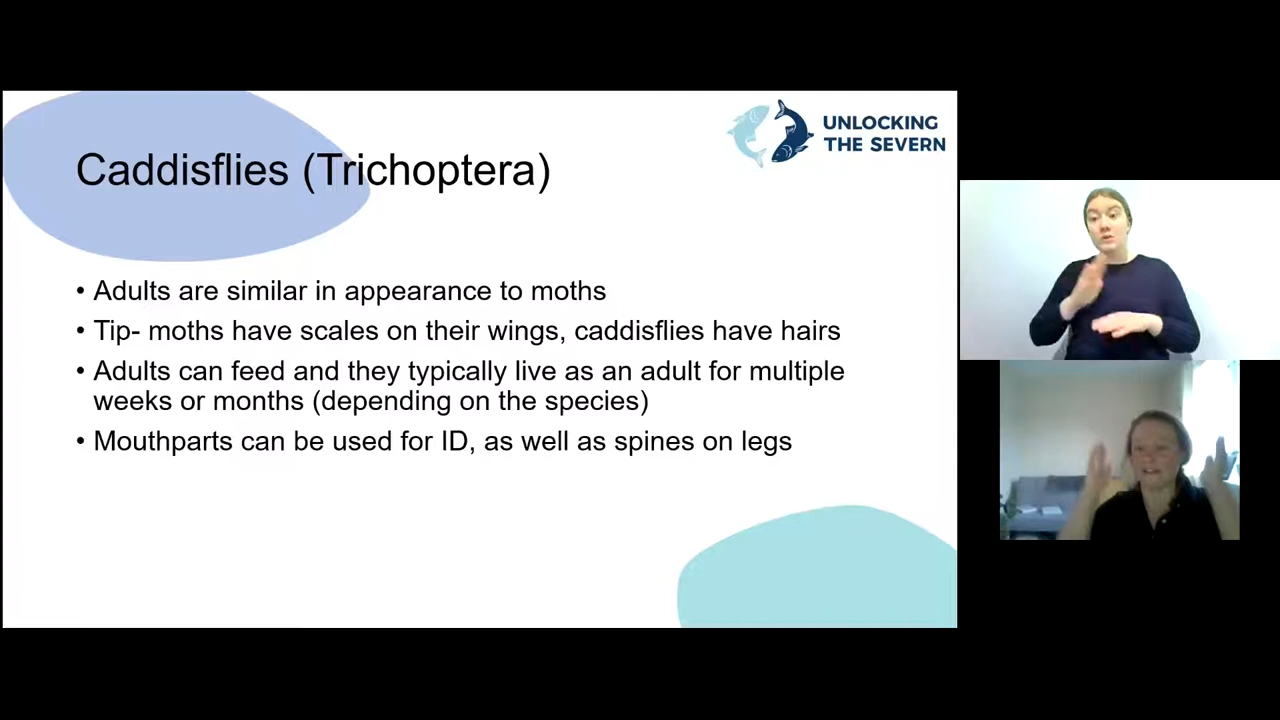 UNLOCKING
THE SEVERN
Caddisflies (Trichoptera)
• Adults are similar in appearance to moths
• Tip- moths have scales on their wings, caddisflies have hairs
• Adults can feed and they typically live as an adult for multiple
weeks or months (depending on the species)
• Mouthparts can be used for ID, as well as spines on legs